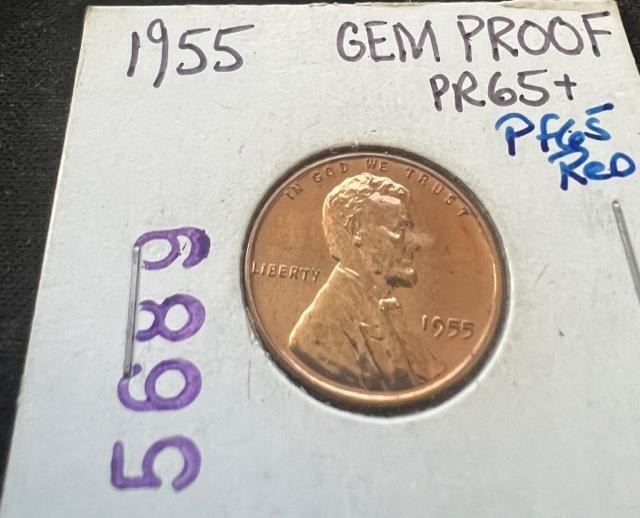 1955 GEM PROOF
PR65+
Pf65
Red
IN GOD WE TRUST
LIBERTY
1955
5689